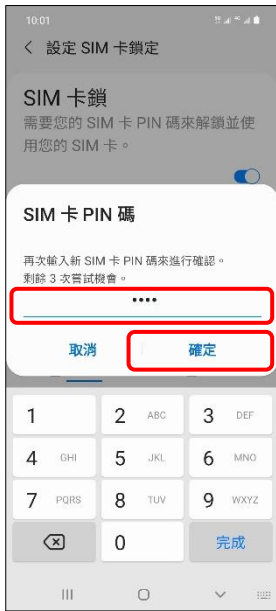 10:01
設定 SIM 卡鎖定
SIM 卡鎖
需要您的 SIM 卡 PIN 碼來解鎖並使
用您的 SIM 卡。
SIM 卡 PIN 碼
再次輸入新 SIM 卡 PIN 碼來進行確認。
剩餘 3 次嘗試機會。
••••
取消 確定
1 2 ABC 3 DEF
4 GHI 5 JKL 6 MNO
7 PQRS 8 TUV 9 WXYZ
0 完成